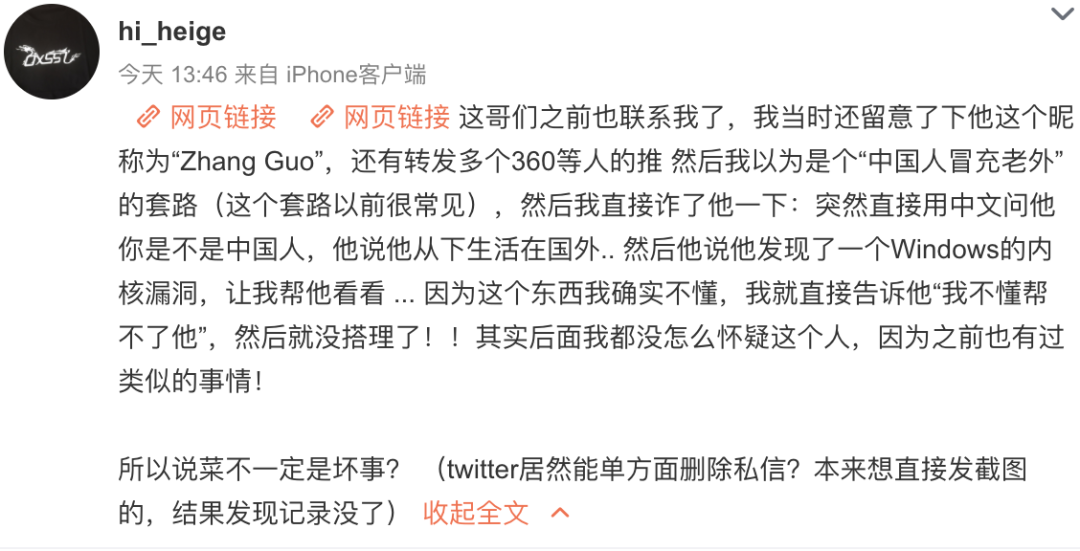 hi_heige
今天 13:46 来自 iPhone客户端
网页链接 网页链接 这哥们之前也联系我了，我当时还留意了下他这个昵
称为“Zhang Guo”，还有转发多个360等人的推 然后我以为是个“中国人冒充老外”
的套路（这个套路以前很常见），然后我直接诈了他一下：突然直接用中文问他
你是不是中国人，他说他从下生活在国外.. 然后他说他发现了一个Windows的内
核漏洞，让我帮他看看 ... 因为这个东西我确实不懂，我就直接告诉他“我不懂帮
不了他”，然后就没搭理了！！其实后面我都没怎么怀疑这个人，因为之前也有过
类似的事情！
所以说菜不一定是坏事？ （twitter居然能单方面删除私信？本来想直接发截图
的，结果发现记录没了） 收起全文